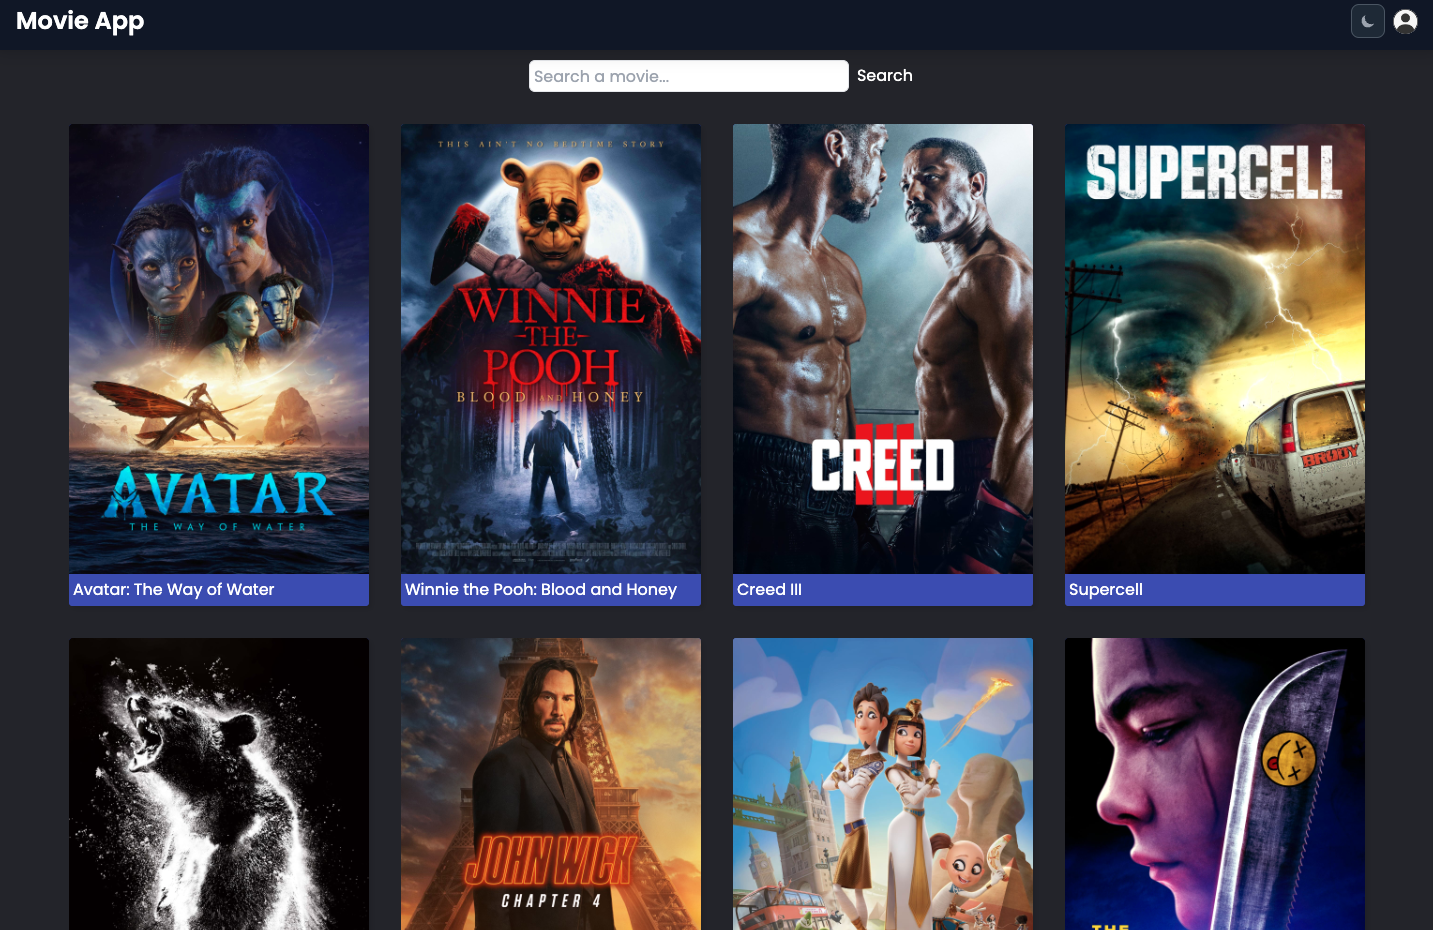 Movie App
Search a movie...
Search
THIS AIN'T NO BEDTIME STORY
WINNIE
-THE-
POOH
BLOOD AND HONEY
CREED
III
SUPERCELL
BRODY
AVATAR
THE WAY OF WATER
Avatar: The Way of Water
Winnie the Pooh: Blood and Honey
Creed III
Supercell
JOHN WICK
CHAPTER 4
THE